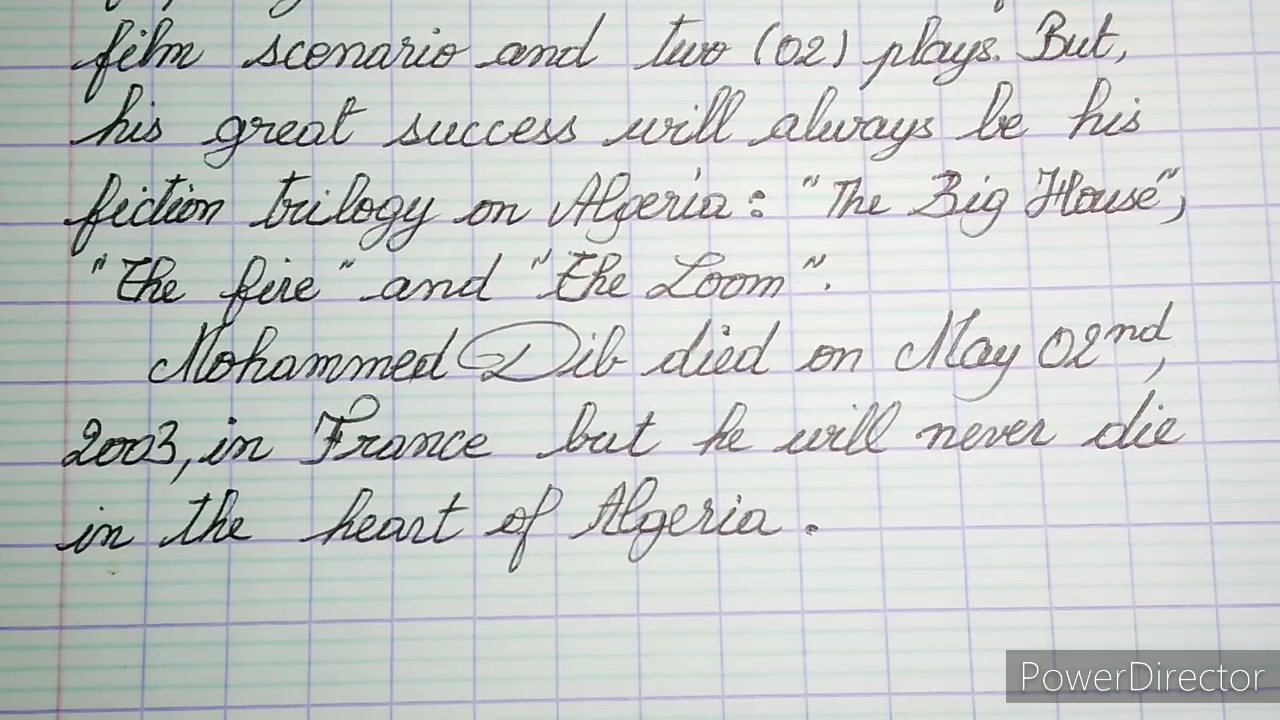 film scenario and two (02) plays. But,
his great success will always be his
fiction trilogy on Algeria: "The Big House",
"The fire" and "The Loom".
Mohammed Dib died on May 02nd,
2003, in France but he will never die
in the heart of Algeria.
PowerDirector